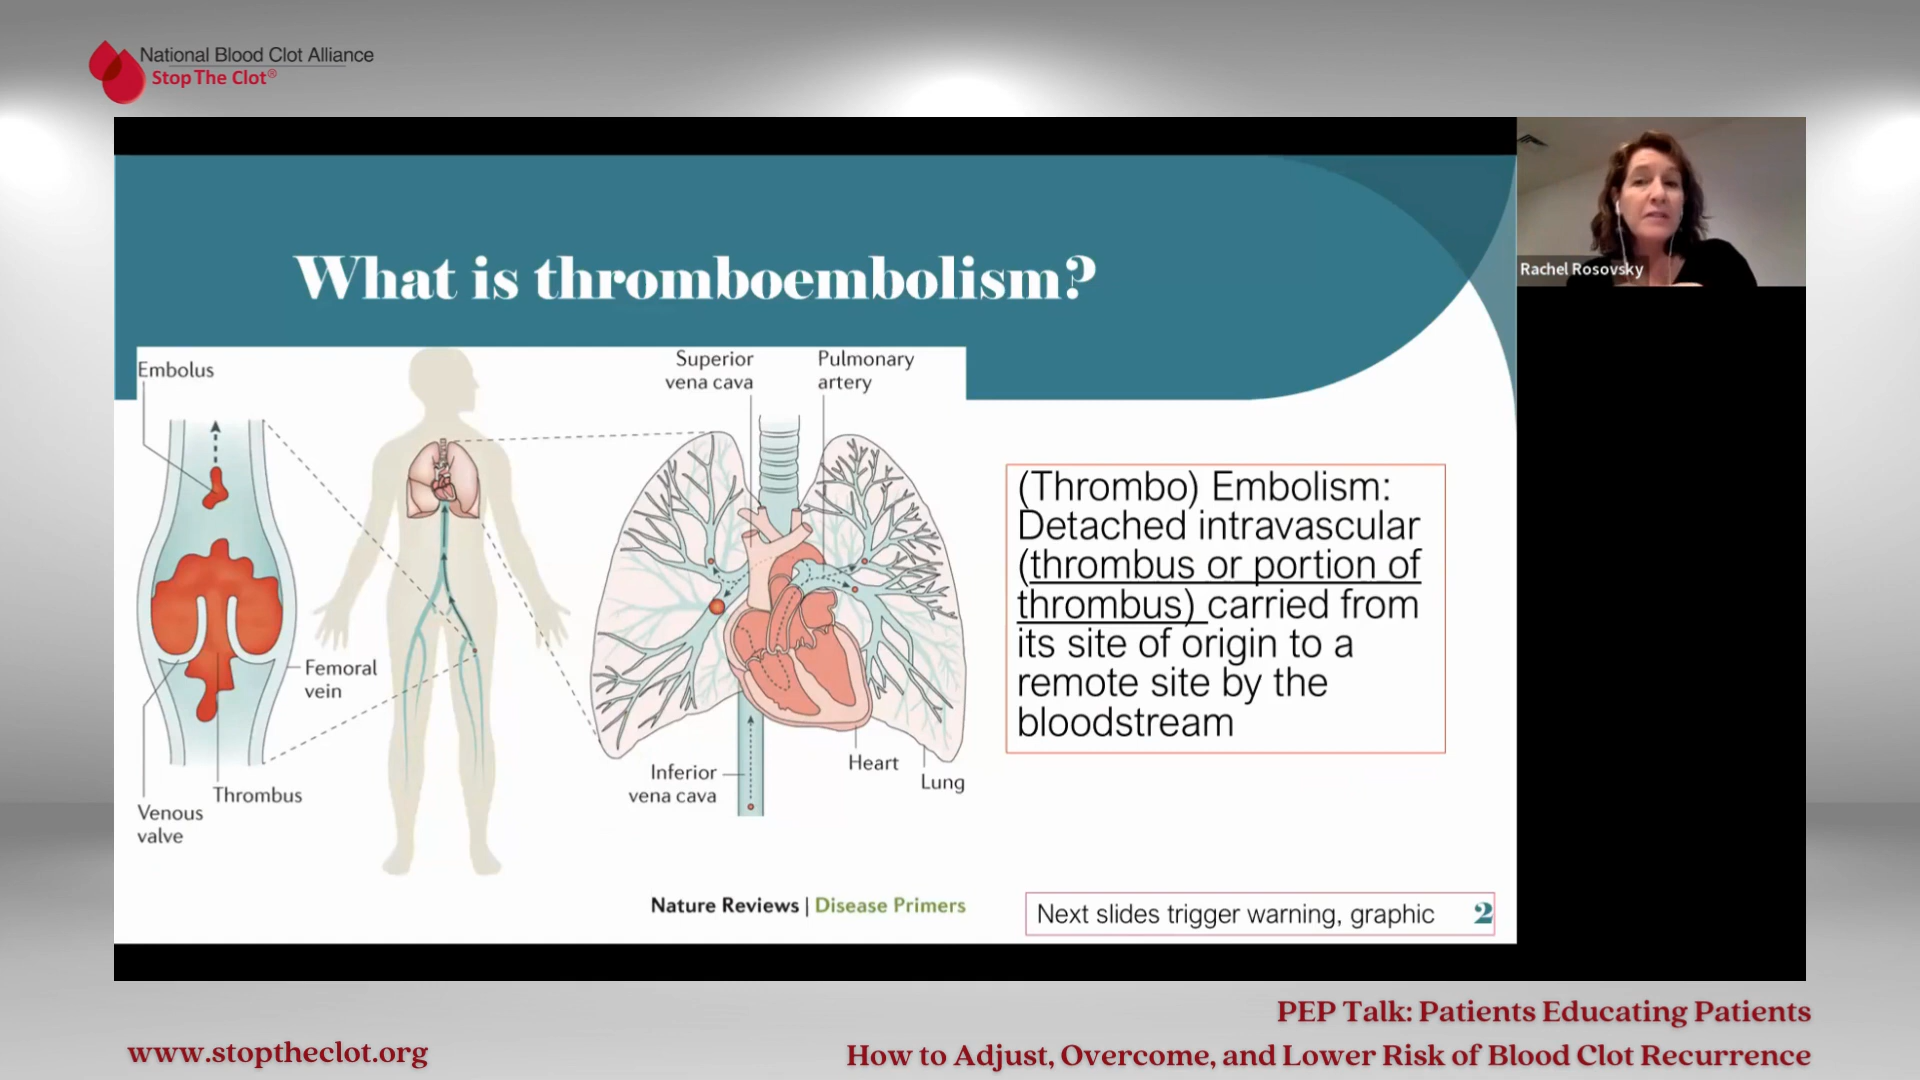 National Blood Clot Alliance
Stop The Clot®
What is thromboembolism?
Rachel Rosovsky
Embolus
Superior
vena cava
Pulmonary
artery
(Thrombo) Embolism:
Detached intravascular
(thrombus or portion of
thrombus) carried from
its site of origin to a
remote site by the
bloodstream
Femoral
vein
Thrombus
Venous
valve
Inferior
vena cava
Heart
Lung
Nature Reviews | Disease Primers
Next slides trigger warning, graphic
2
PEP Talk: Patients Educating Patients
www.stoptheclot.org
How to Adjust, Overcome, and Lower Risk of Blood Clot Recurrence